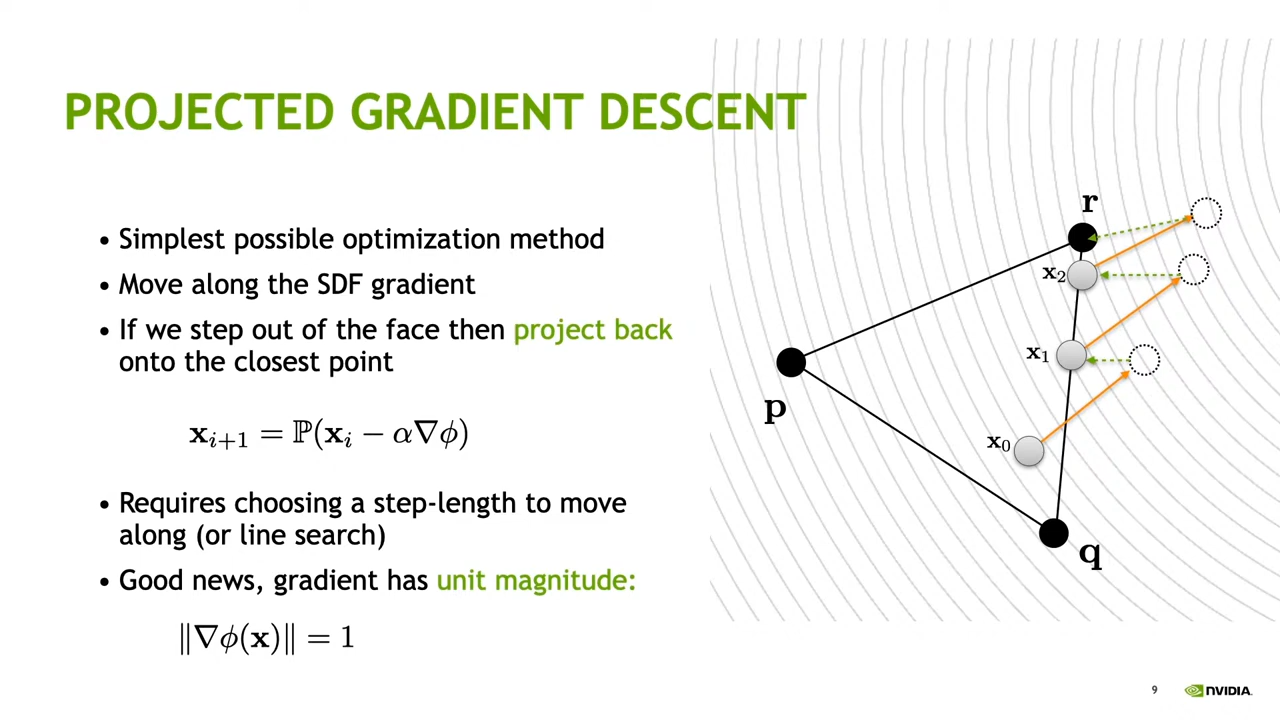 PROJECTED GRADIENT DESCENT
• Simplest possible optimization method
• Move along the SDF gradient
• If we step out of the face then project back
onto the closest point
𝐱ᵢ₊₁ = ℙ(𝐱ᵢ − α∇ϕ)
• Requires choosing a step-length to move
along (or line search)
• Good news, gradient has unit magnitude:
‖∇ϕ(𝐱)‖ = 1
r
x₂
x₁
p
x₀
q
9
NVIDIA.